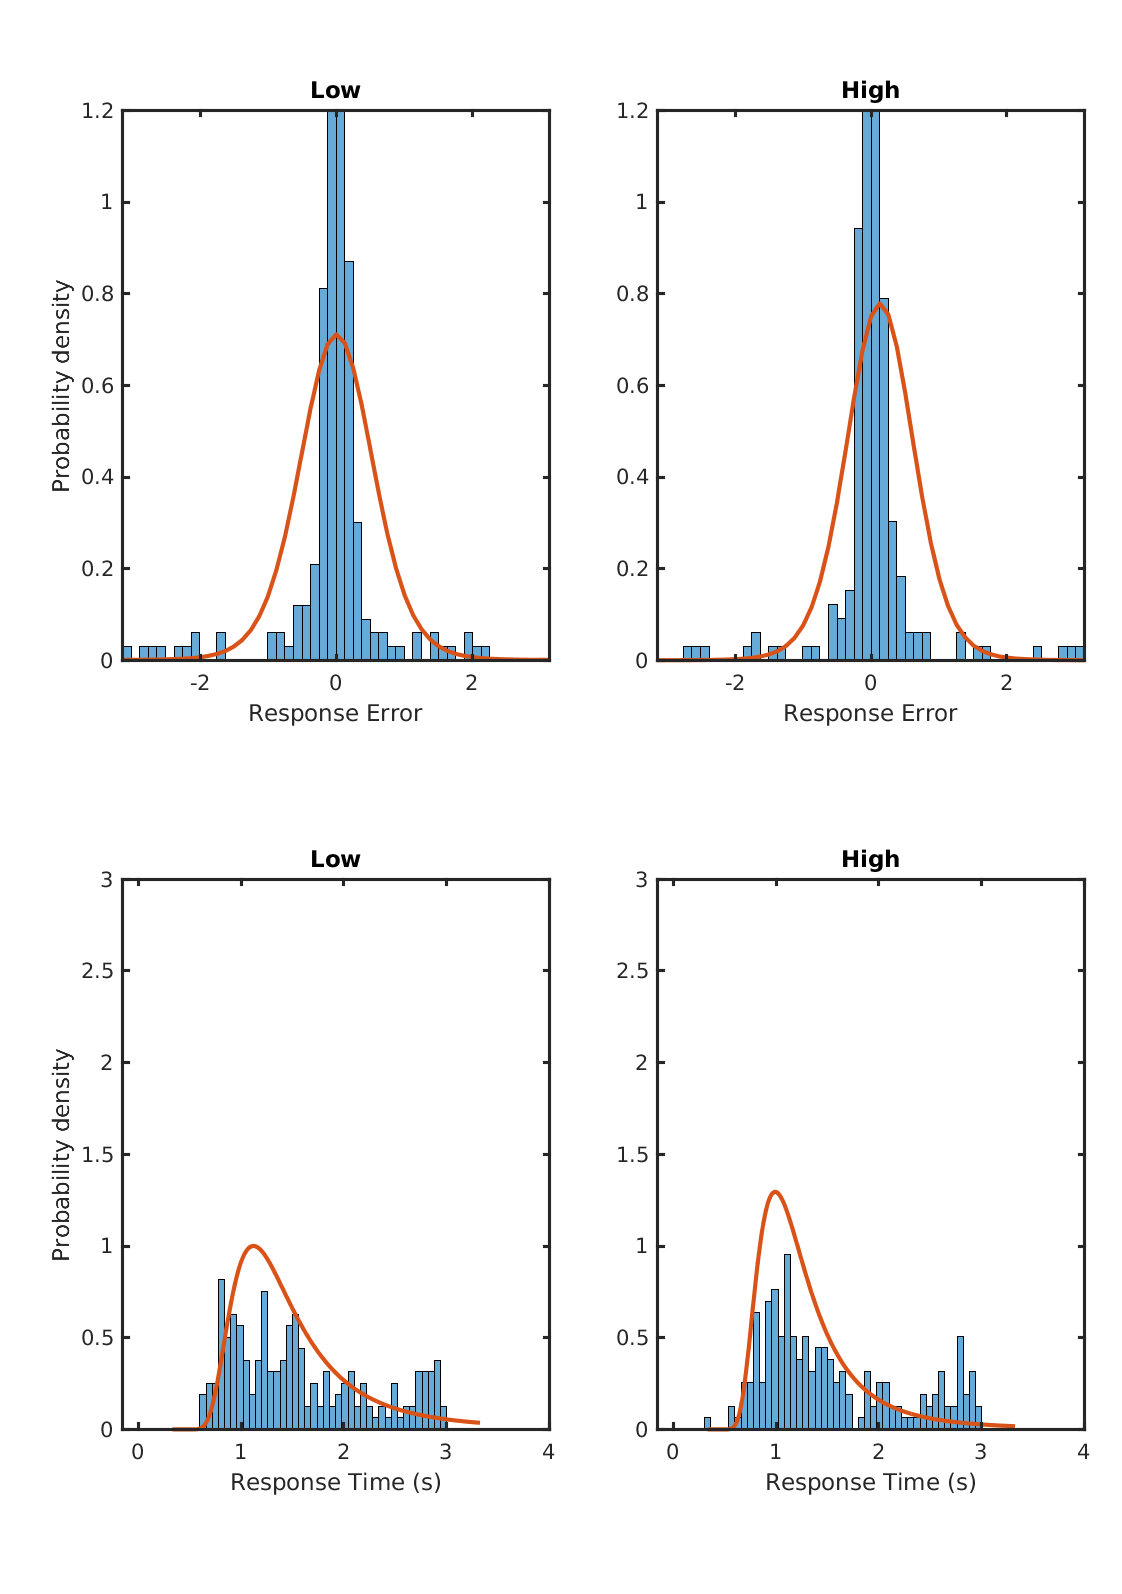 Low High
1.2 1.2
1 1
0.8 0.8
0.6 0.6
0.4 0.4
0.2 0.2
0 0
Probability density
-2 0 2 -2 0 2
Response Error Response Error
Low High
3 3
2.5 2.5
2 2
1.5 1.5
1 1
0.5 0.5
0 0
Probability density
0 1 2 3 4 0 1 2 3 4
Response Time (s) Response Time (s)